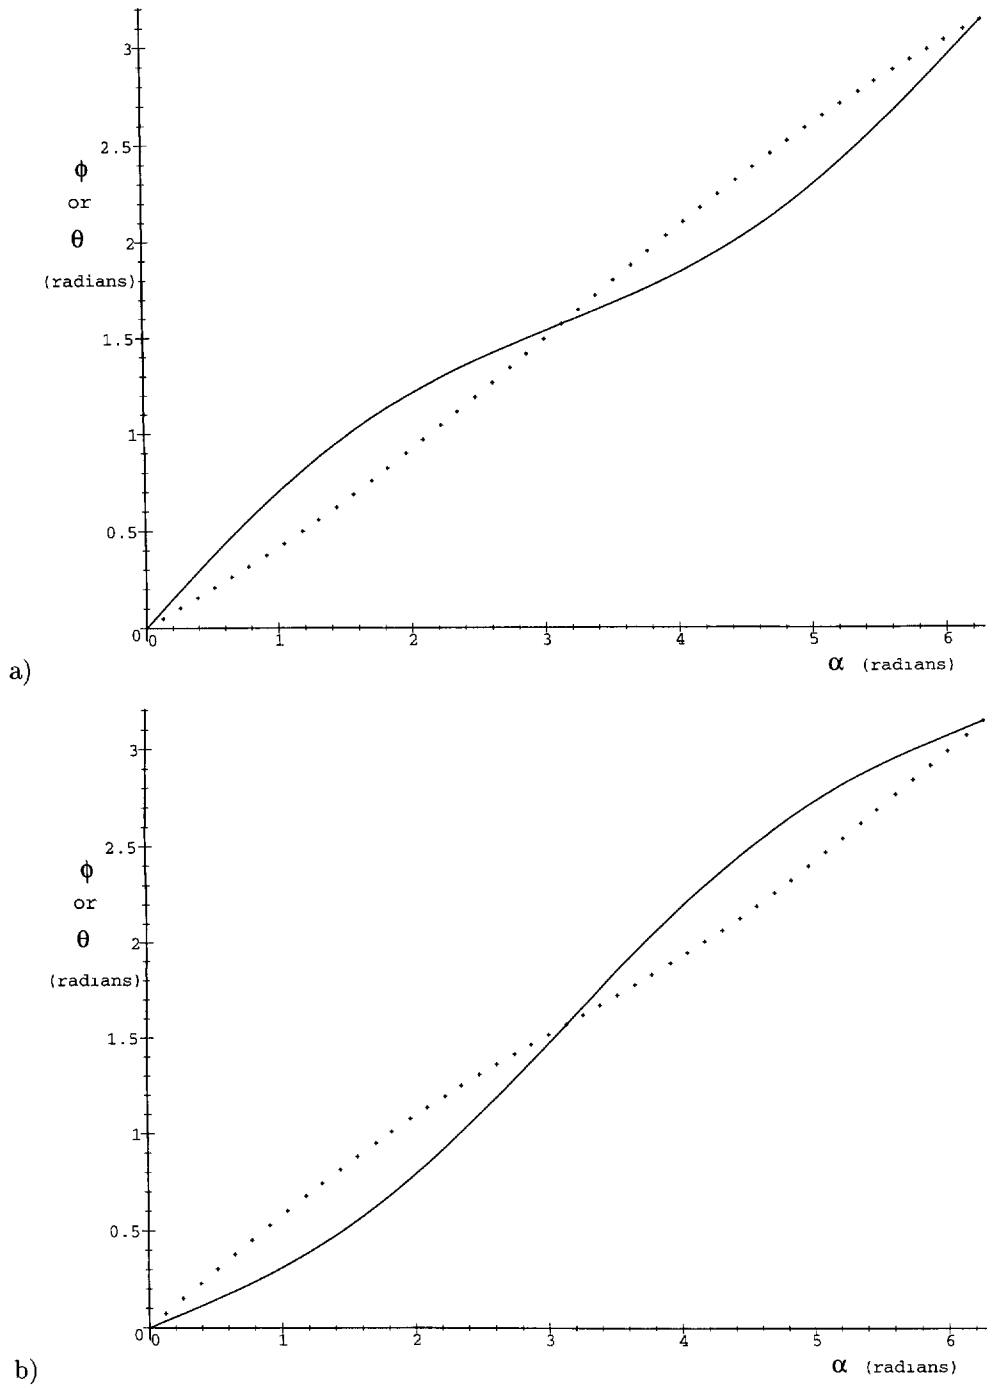 3
2.5
ϕ
or
θ
2
(radians)
1.5
1
0.5
0
0 1 2 3 4 5 6
α (radians)
a)
3
2.5
ϕ
or
θ
2
(radıans)
1.5
1
0.5
0
0 1 2 3 4 5 6
α (radıans)
b)